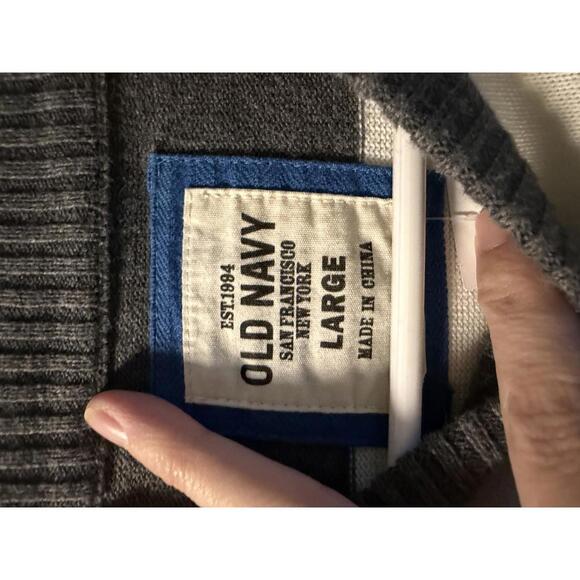 EST.1994
OLD NAVY
SAN FRANCISCO
NEW YORK
LARGE
MADE IN CHINA